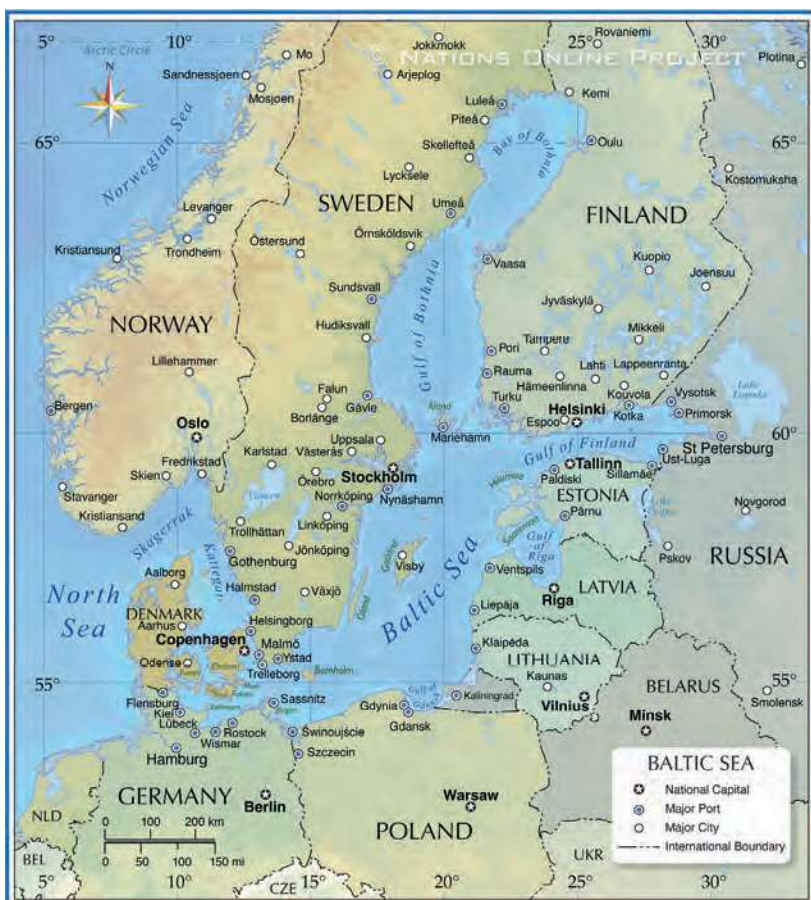 5°
10°
25°
30°
Arctic Circle
© Nations Online Project
N
Mo
Jokkmokk
Rovaniemi
Plotina
Sandnessjoen
Arjeplog
Mosjoen
Luleå
Kemi
Piteå
65°
65°
Norwegian Sea
Skellefteå
Bay of Bothnia
Oulu
Lycksele
Kostomuksha
SWEDEN
Umeå
FINLAND
Levanger
Trondheim
Kristiansund
Östersund
Örnsköldsvik
Vaasa
Kuopio
Joensuu
Sundsvall
Gulf of Bothnia
Jyväskylä
NORWAY
Hudiksvall
Mikkeli
Pori
Tampere
Lillehammer
Rauma
Lahti
Lappeenranta
Hämeenlinna
Falun
Turku
Kouvola
Vysotsk
Bergen
Borlänge
Gävle
Åland
Helsinki
Kotka
Primorsk
Oslo
Mariehamn
Espoo
60°
Uppsala
Gulf of Finland
St Petersburg
Fredrikstad
Karlstad
Västerås
Tallinn
Ust-Luga
Skien
Stockholm
Paldiski
Sillamäe
Örebro
Nynäshamn
Stavanger
Norrköping
ESTONIA
Kristiansand
Linköping
Pärnu
Novgorod
Skagerrak
Trollhättan
Gulf of Riga
Jönköping
Gothenburg
Visby
Pskov
RUSSIA
Kattegat
Ventspils
North Sea
Aalborg
Baltic Sea
LATVIA
Halmstad
Växjö
Riga
DENMARK
Liepäja
Aarhus
Helsingborg
Copenhagen
Malmö
Klaipėda
Odense
Ystad
LITHUANIA
Trelleborg
Bornholm
Kaunas
55°
55°
BELARUS
Flensburg
Sassnitz
Gdynia
Kaliningrad
Vilnius
Smolensk
Kiel
Gdansk
Minsk
Lübeck
Rostock
Świnoujście
Wismar
Hamburg
Szczecin
BALTIC SEA
National Capital
Major Port
Major City
International Boundary
GERMANY
Berlin
Warsaw
POLAND
NLD
0 100 200 km
0 50 100 150 mi
BEL
CZE
UKR
5°
10°
15°
20°
25°
30°